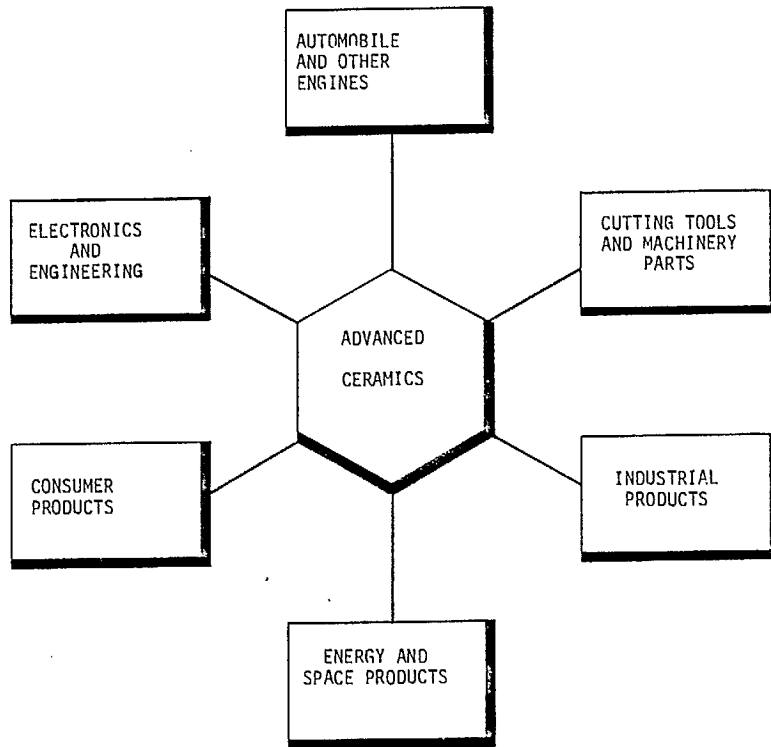 AUTOMOBILE
AND OTHER
ENGINES
ELECTRONICS
AND
ENGINEERING
CUTTING TOOLS
AND MACHINERY
PARTS
ADVANCED
CERAMICS
CONSUMER
PRODUCTS
INDUSTRIAL
PRODUCTS
ENERGY AND
SPACE PRODUCTS